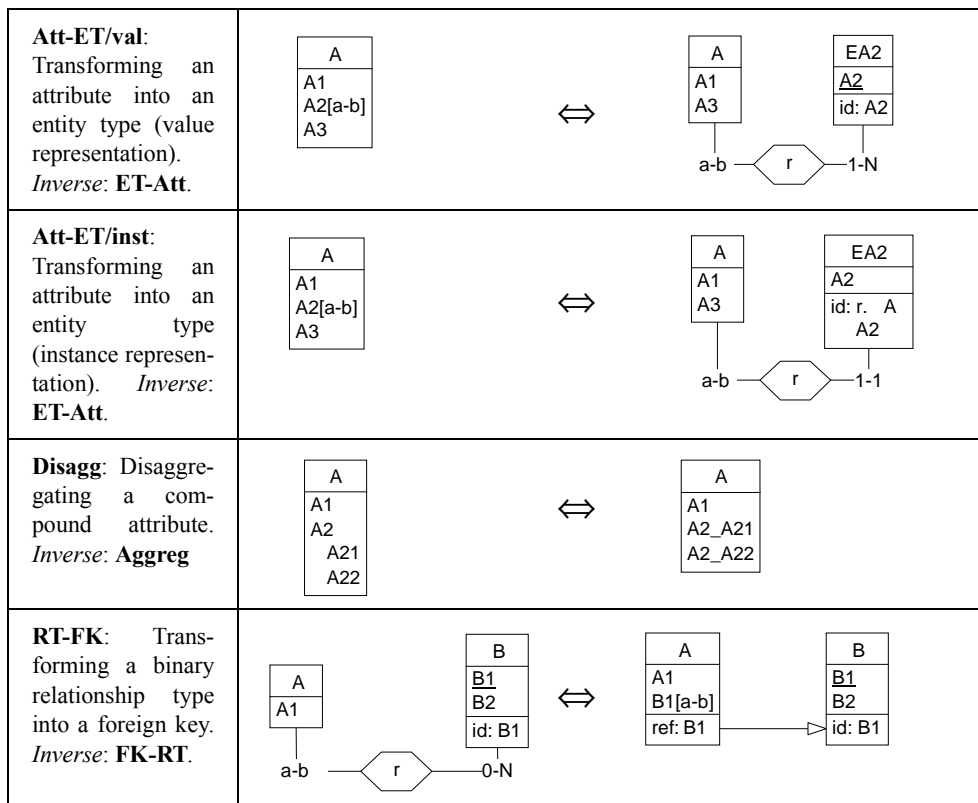 Att-ET/val:
Transforming an
attribute into an
entity type (value
representation).
Inverse: ET-Att.
A
A1
A2[a-b]
A3
⇔
A
A1
A3
EA2
A2
id: A2
a-b
r
1-N
Att-ET/inst:
Transforming an
attribute into an
entity type
(instance represen-
tation). Inverse:
ET-Att.
A
A1
A2[a-b]
A3
⇔
A
A1
A3
EA2
A2
id: r. A
A2
a-b
r
1-1
Disagg: Disaggre-
gating a com-
pound attribute.
Inverse: Aggreg
A
A1
A2
A21
A22
⇔
A
A1
A2_A21
A2_A22
RT-FK: Trans-
forming a binary
relationship type
into a foreign key.
Inverse: FK-RT.
A
A1
B
B1
B2
id: B1
a-b
r
0-N
⇔
A
A1
B1[a-b]
ref: B1
B
B1
B2
id: B1